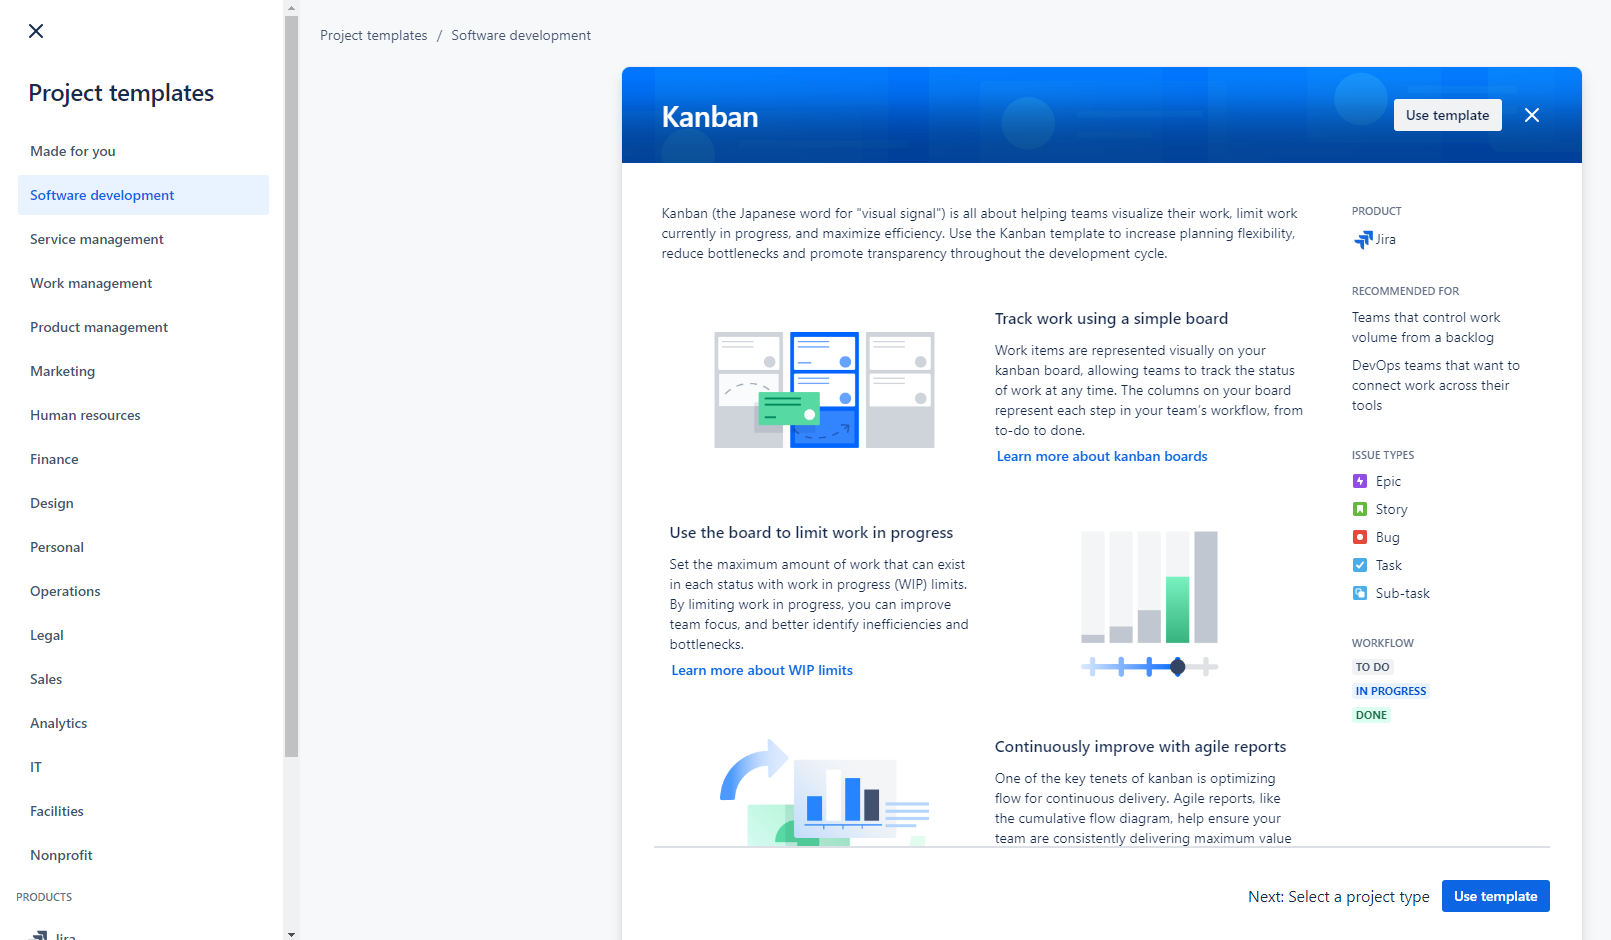 Project templates
Made for you
Software development
Service management
Work management
Product management
Marketing
Human resources
Finance
Design
Personal
Operations
Legal
Sales
Analytics
IT
Facilities
Nonprofit
PRODUCTS
Jira
Project templates / Software development
Kanban
Use template
Kanban (the Japanese word for "visual signal") is all about helping teams visualize their work, limit work
currently in progress, and maximize efficiency. Use the Kanban template to increase planning flexibility,
reduce bottlenecks and promote transparency throughout the development cycle.
Track work using a simple board
Work items are represented visually on your
kanban board, allowing teams to track the status
of work at any time. The columns on your board
represent each step in your team's workflow, from
to-do to done.
Learn more about kanban boards
Use the board to limit work in progress
Set the maximum amount of work that can exist
in each status with work in progress (WIP) limits.
By limiting work in progress, you can improve
team focus, and better identify inefficiencies and
bottlenecks.
Learn more about WIP limits
Continuously improve with agile reports
One of the key tenets of kanban is optimizing
flow for continuous delivery. Agile reports, like
the cumulative flow diagram, help ensure your
team are consistently delivering maximum value
PRODUCT
Jira
RECOMMENDED FOR
Teams that control work
volume from a backlog
DevOps teams that want to
connect work across their
tools
ISSUE TYPES
Epic
Story
Bug
Task
Sub-task
WORKFLOW
TO DO
IN PROGRESS
DONE
Next: Select a project type
Use template